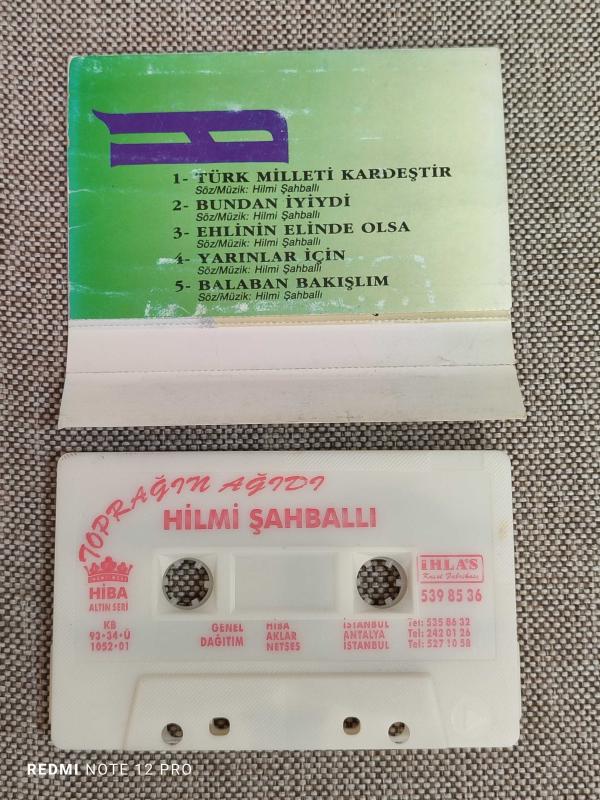 B
1- TÜRK MİLLETİ KARDEŞTİR
Söz/Müzik: Hilmi Şahballı
2- BUNDAN İYİYDİ
Söz/Müzik: Hilmi Şahballı
3- EHLİNİN ELİNDE OLSA
Söz/Müzik: Hilmi Şahballı
4- YARINLAR İÇİN
Söz/Müzik: Hilmi Şahballı
5- BALABAN BAKIŞLIM
Söz/Müzik: Hilmi Şahballı
TOPRAĞIN AĞIDI
HİLMİ ŞAHBALLI
HİBA
ALTIN SERİ
KB
93·34·Ü
1052·01
İHLÂS
Kaset Fabrikası
539 85 36
GENEL DAĞITIM
HİBA İSTANBUL Tel: 535 86 32
AKLAR ANTALYA Tel: 242 01 26
NETSES İSTANBUL Tel: 527 10 58
REDMI NOTE 12 PRO